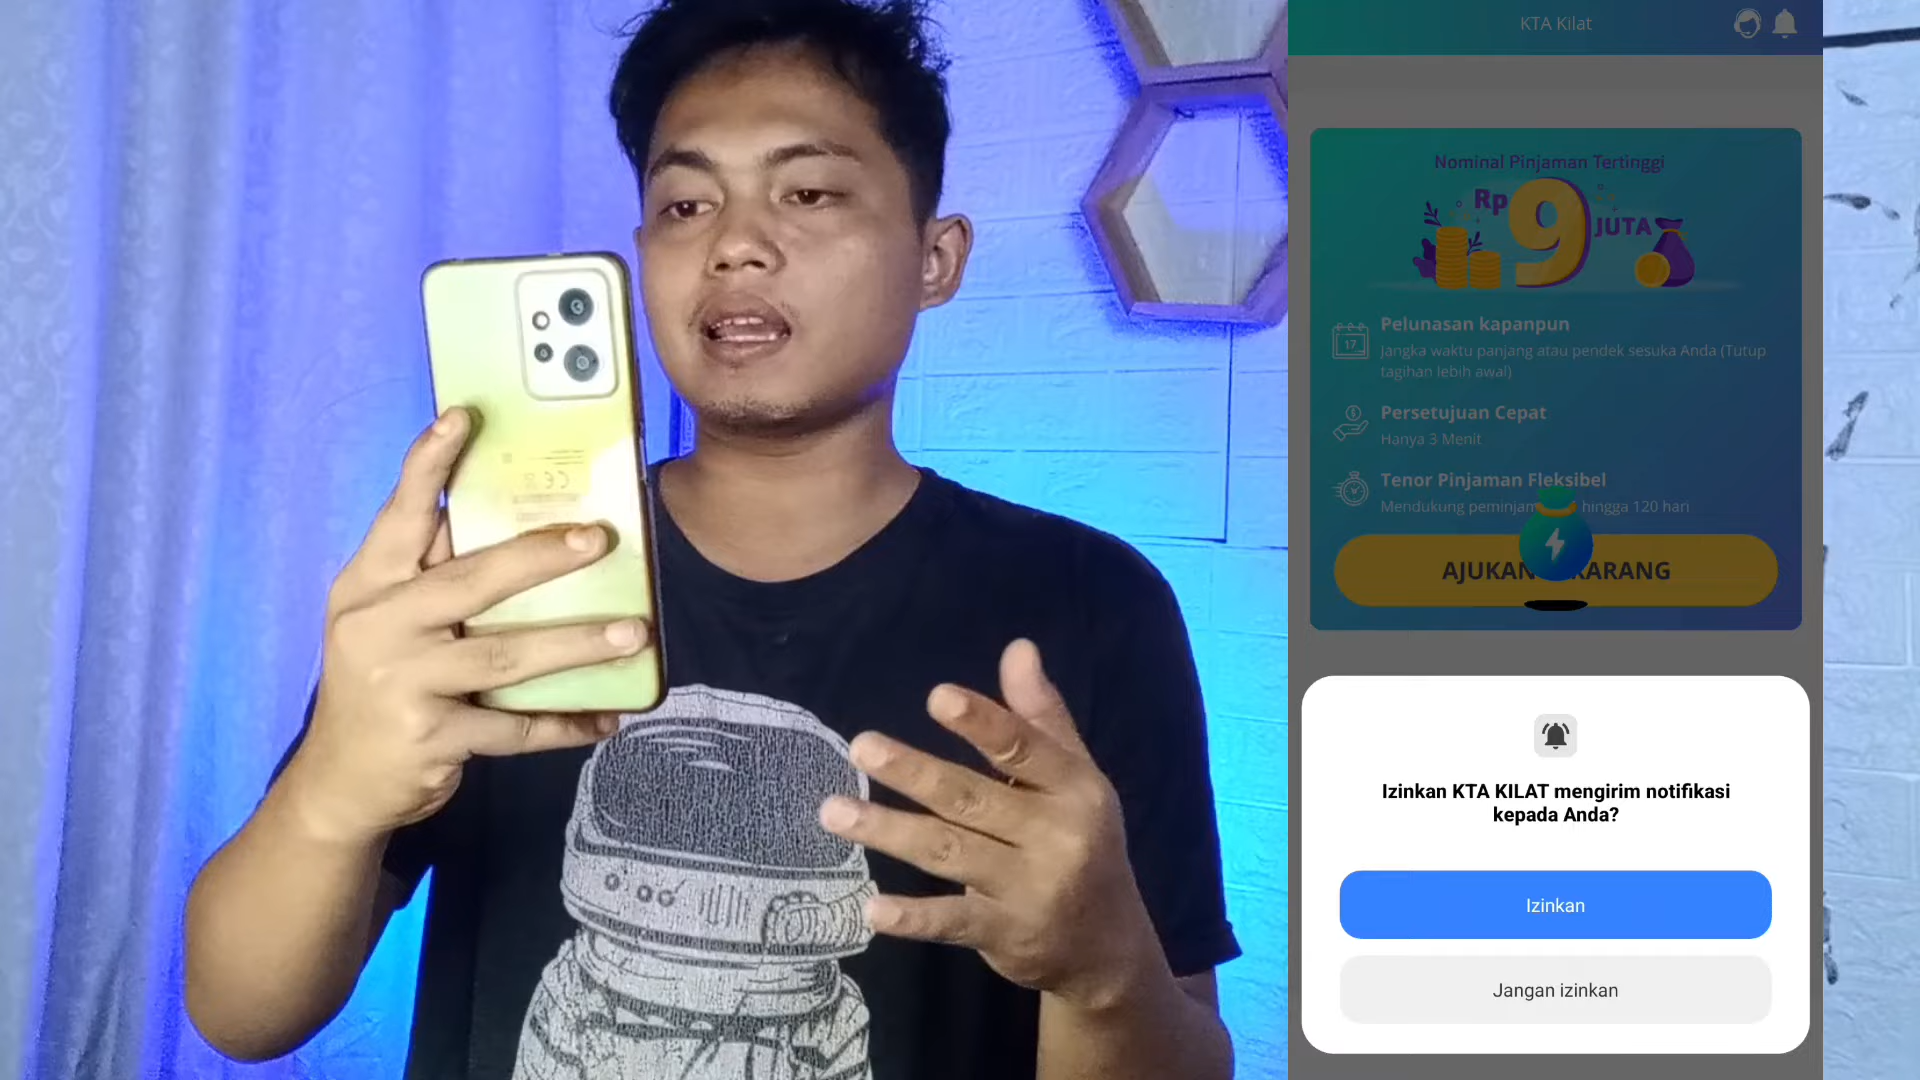 KTA Kilat
Nominal Pinjaman Tertinggi
Rp 9 JUTA
17
Pelunasan kapanpun
Jangka waktu panjang atau pendek sesuka Anda (Tutup
tagihan lebih awal)
Persetujuan Cepat
Hanya 3 Menit
Tenor Pinjaman Fleksibel
Mendukung hingga 120 hari
AJUKAN
Izinkan KTA KILAT mengirim notifikasi
kepada Anda?
Izinkan
Jangan izinkan
CE